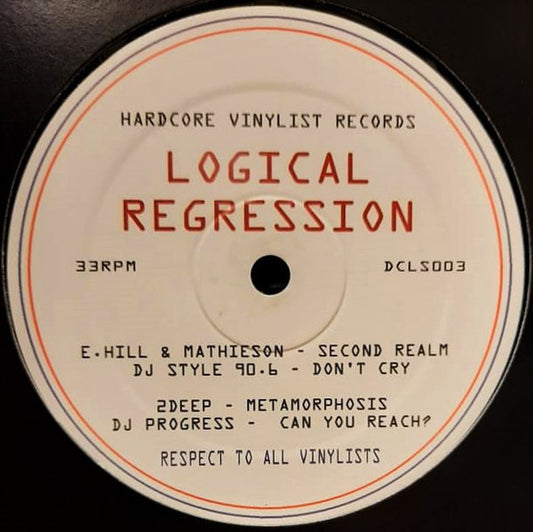 HARDCORE VINYLIST RECORDS
LOGICAL
REGRESSION
33RPM DCLS003
E.HILL & MATHIESON - SECOND REALM
DJ STYLE 90.6 - DON'T CRY
2DEEP - METAMORPHOSIS
DJ PROGRESS - CAN YOU REACH?
RESPECT TO ALL VINYLISTS